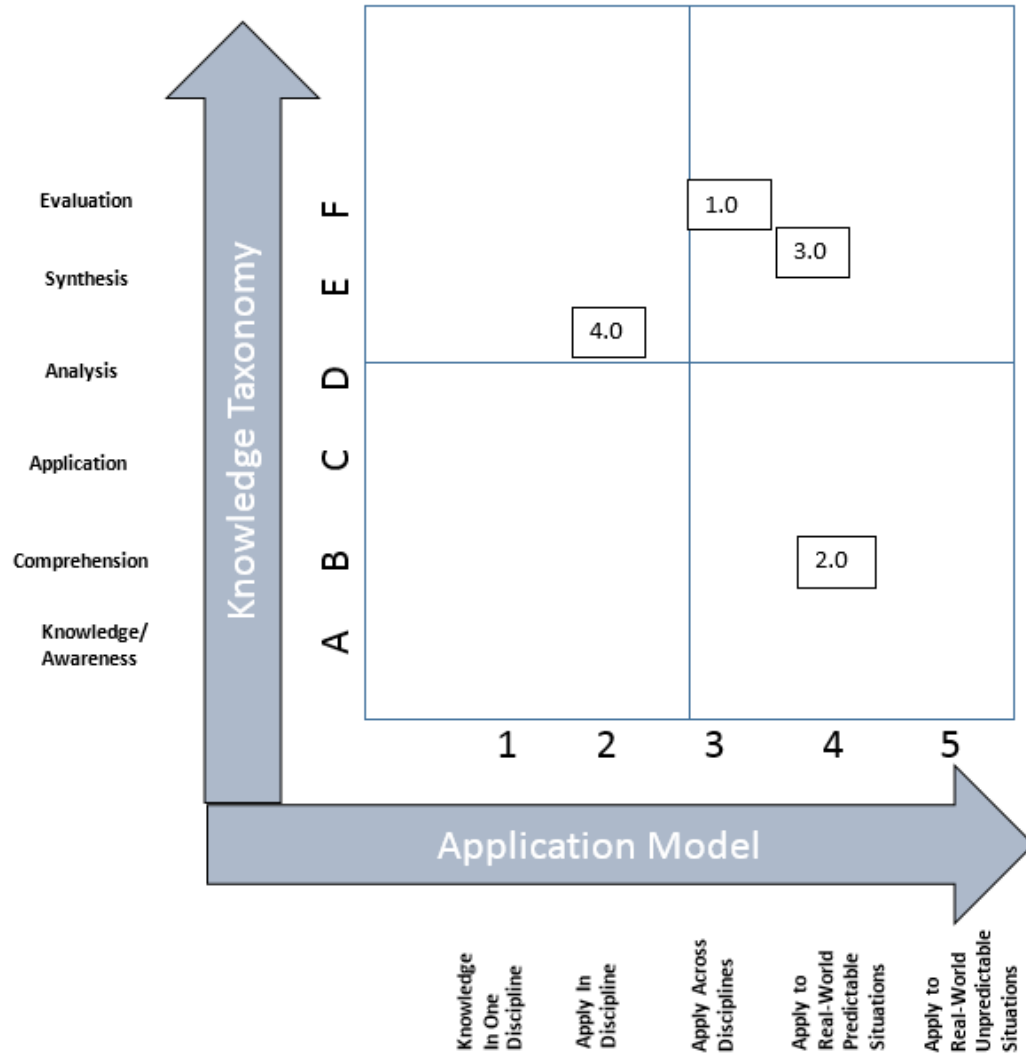 Evaluation
Synthesis
Analysis
Application
Comprehension
Knowledge/
Awareness
Knowledge Taxonomy
F
E
D
C
B
A
1.0
3.0
4.0
2.0
1 2 3 4 5
Application Model
Knowledge
In One
Discipline
Apply In
Discipline
Apply Across
Disciplines
Apply to
Real-World
Predictable
Situations
Apply to
Real-World
Unpredictable
Situations